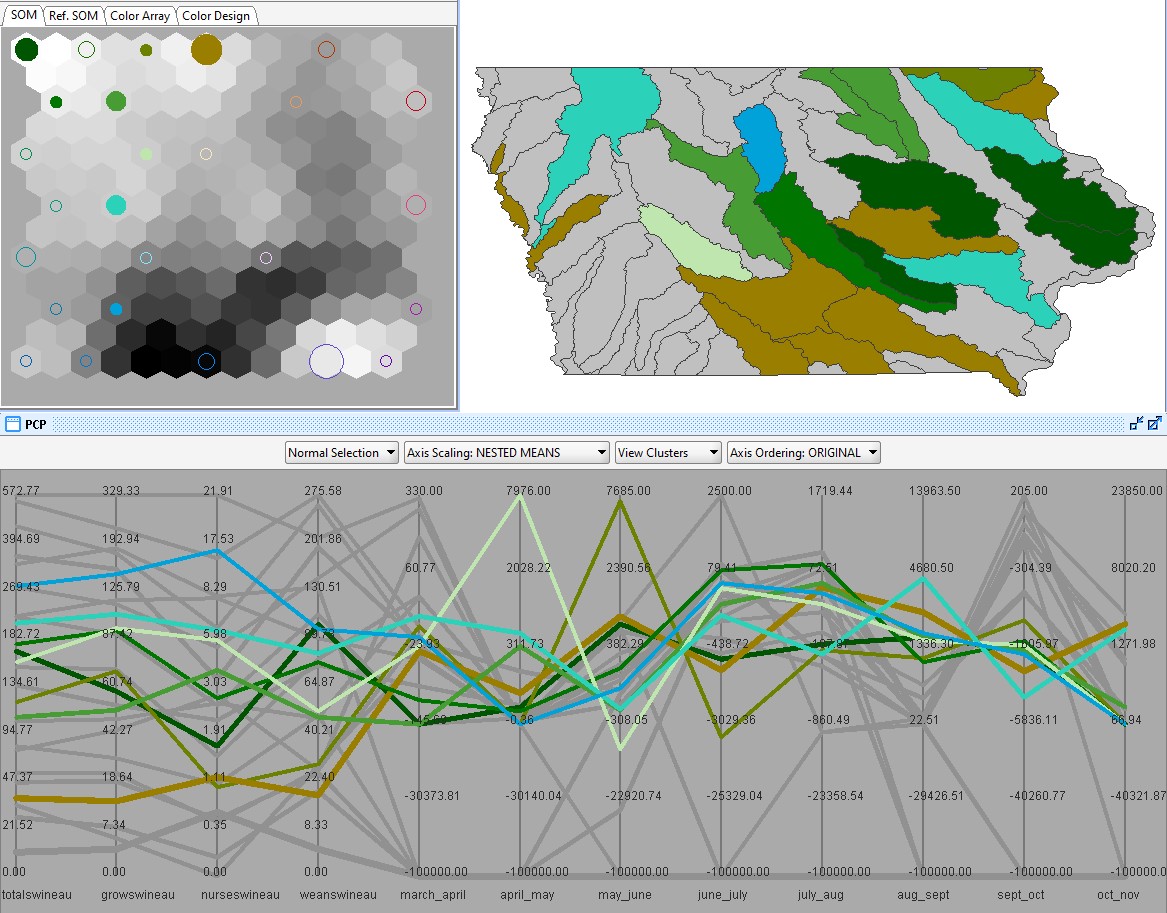 SOM Ref. SOM Color Array Color Design
PCP
Normal Selection Axis Scaling: NESTED MEANS View Clusters Axis Ordering: ORIGINAL
572.77 329.33 21.91 275.58 330.00 7976.00 7685.00 2500.00 1719.44 13963.50 205.00 23850.00
394.69 192.94 17.53 201.86
60.77 2028.22 2390.56 79.41 72.51 4680.50 -304.39 8020.20
269.43 125.79 8.29 130.51
182.72 87.43 5.98 89.73
23.93 311.73 382.29 -438.72 -187.87 1336.30 -1005.97 1271.98
134.61 60.74 3.03 64.87
94.77 42.27 1.91 40.21
-45.60 -0.36 -308.05 -3029.36 -860.49 22.51 -5836.11 66.94
47.37 18.64 1.11 22.40
-30373.81 -30140.04 -22920.74 -25329.04 -23358.54 -29426.51 -40260.77 -40321.87
21.52 7.34 0.35 8.33
0.00 0.00 0.00 0.00 -100000.00 -100000.00 -100000.00 -100000.00 -100000.00 -100000.00 -100000.00 -100000.00
totalswineau growswineau nurseswineau weanswineau march_april april_may may_june june_july july_aug aug_sept sept_oct oct_nov